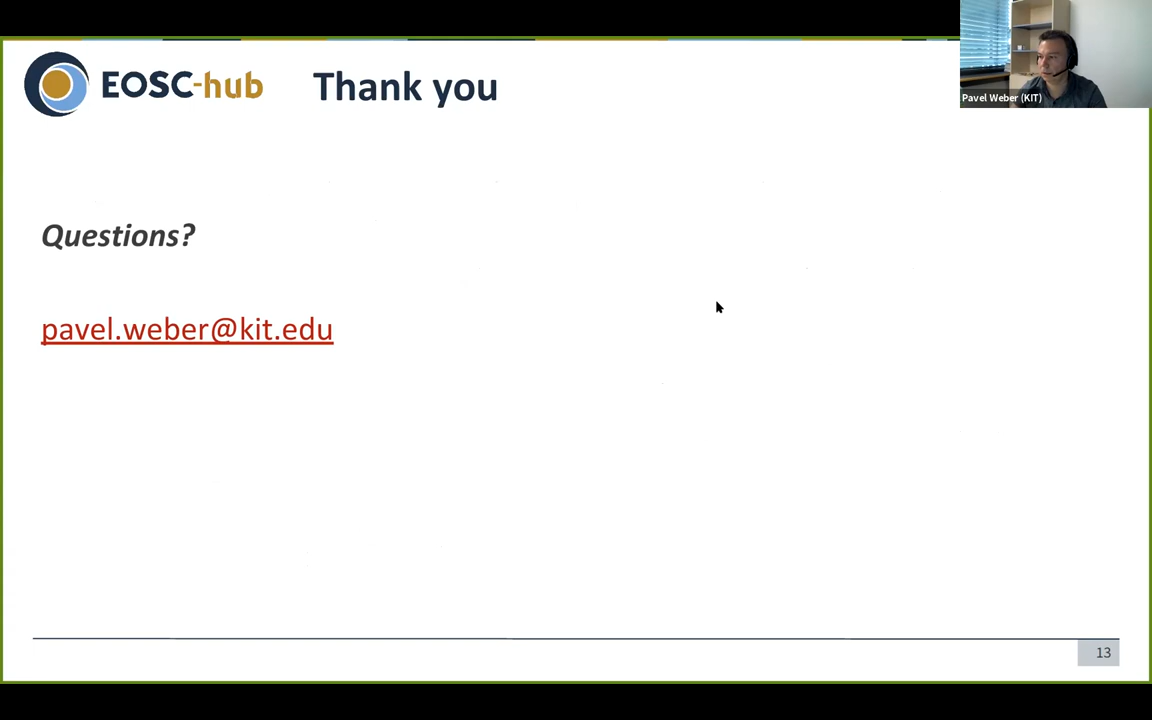 EOSC-hub
Thank you
Pavel Weber (KIT)
Questions?
pavel.weber@kit.edu
13